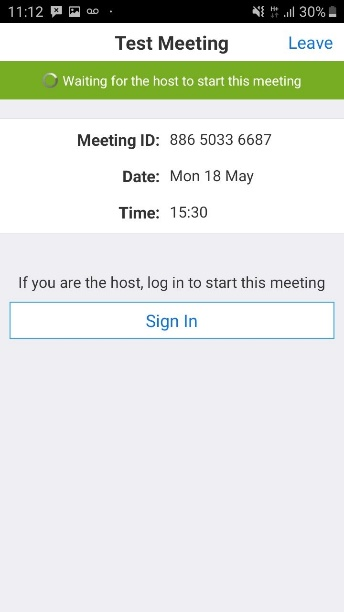 11:12 30%
Test Meeting Leave
Waiting for the host to start this meeting
Meeting ID: 886 5033 6687
Date: Mon 18 May
Time: 15:30
If you are the host, log in to start this meeting
Sign In